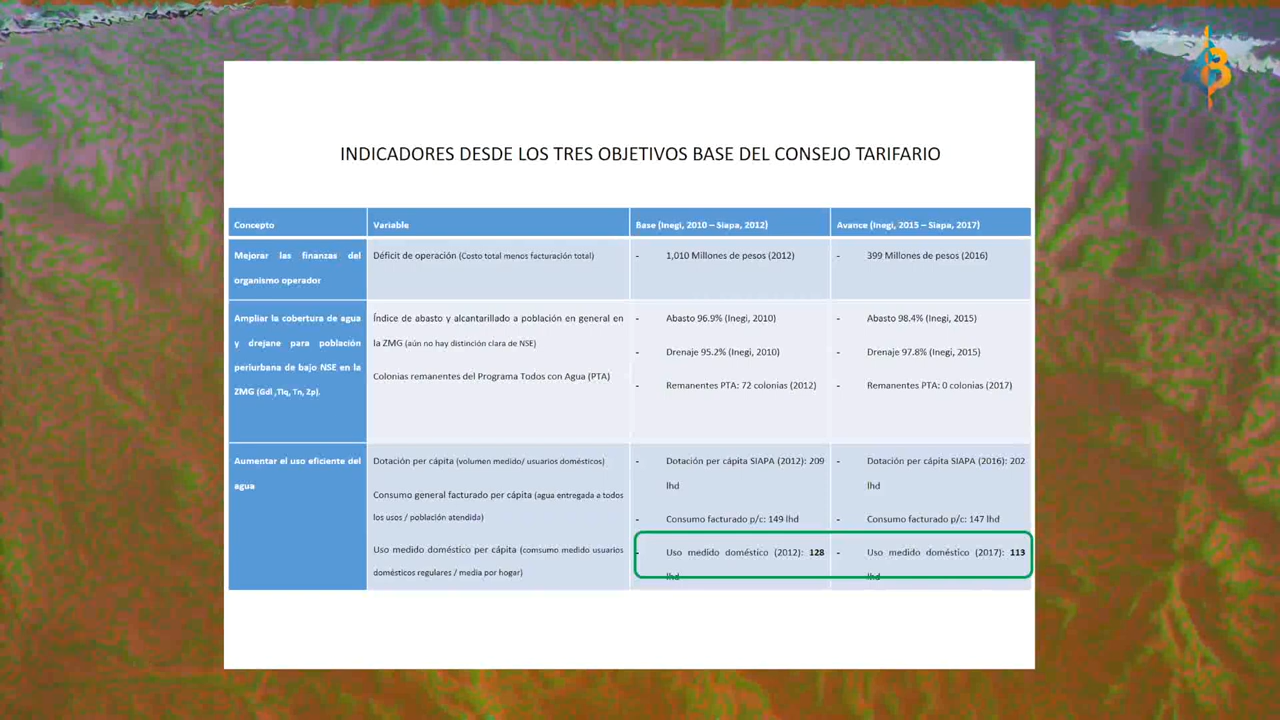 INDICADORES DESDE LOS TRES OBJETIVOS BASE DEL CONSEJO TARIFARIO
Concepto
Variable
Base (Inegi, 2010 – Siapa, 2012)
Avance (Inegi, 2015 – Siapa, 2017)
Mejorar las finanzas del
organismo operador
Déficit de operación (Costo total menos facturación total)
- 1,010 Millones de pesos (2012)
- 399 Millones de pesos (2016)
Ampliar la cobertura de agua
y drejane para población
periurbana de bajo NSE en la
ZMG (Gdl ,Tlq, Tn, Zp).
Índice de abasto y alcantarillado a población en general en
la ZMG (aún no hay distinción clara de NSE)
Colonias remanentes del Programa Todos con Agua (PTA)
- Abasto 96.9% (Inegi, 2010)
- Drenaje 95.2% (Inegi, 2010)
- Remanentes PTA: 72 colonias (2012)
- Abasto 98.4% (Inegi, 2015)
- Drenaje 97.8% (Inegi, 2015)
- Remanentes PTA: 0 colonias (2017)
Aumentar el uso eficiente del
agua
Dotación per cápita (volumen medido/ usuarios domésticos)
Consumo general facturado per cápita (agua entregada a todos
los usos / población atendida)
Uso medido doméstico per cápita (comsumo medido usuarios
domésticos regulares / media por hogar)
- Dotación per cápita SIAPA (2012): 209
lhd
- Consumo facturado p/c: 149 lhd
- Uso medido doméstico (2012): 128
lhd
- Dotación per cápita SIAPA (2016): 202
lhd
- Consumo facturado p/c: 147 lhd
- Uso medido doméstico (2017): 113
lhd